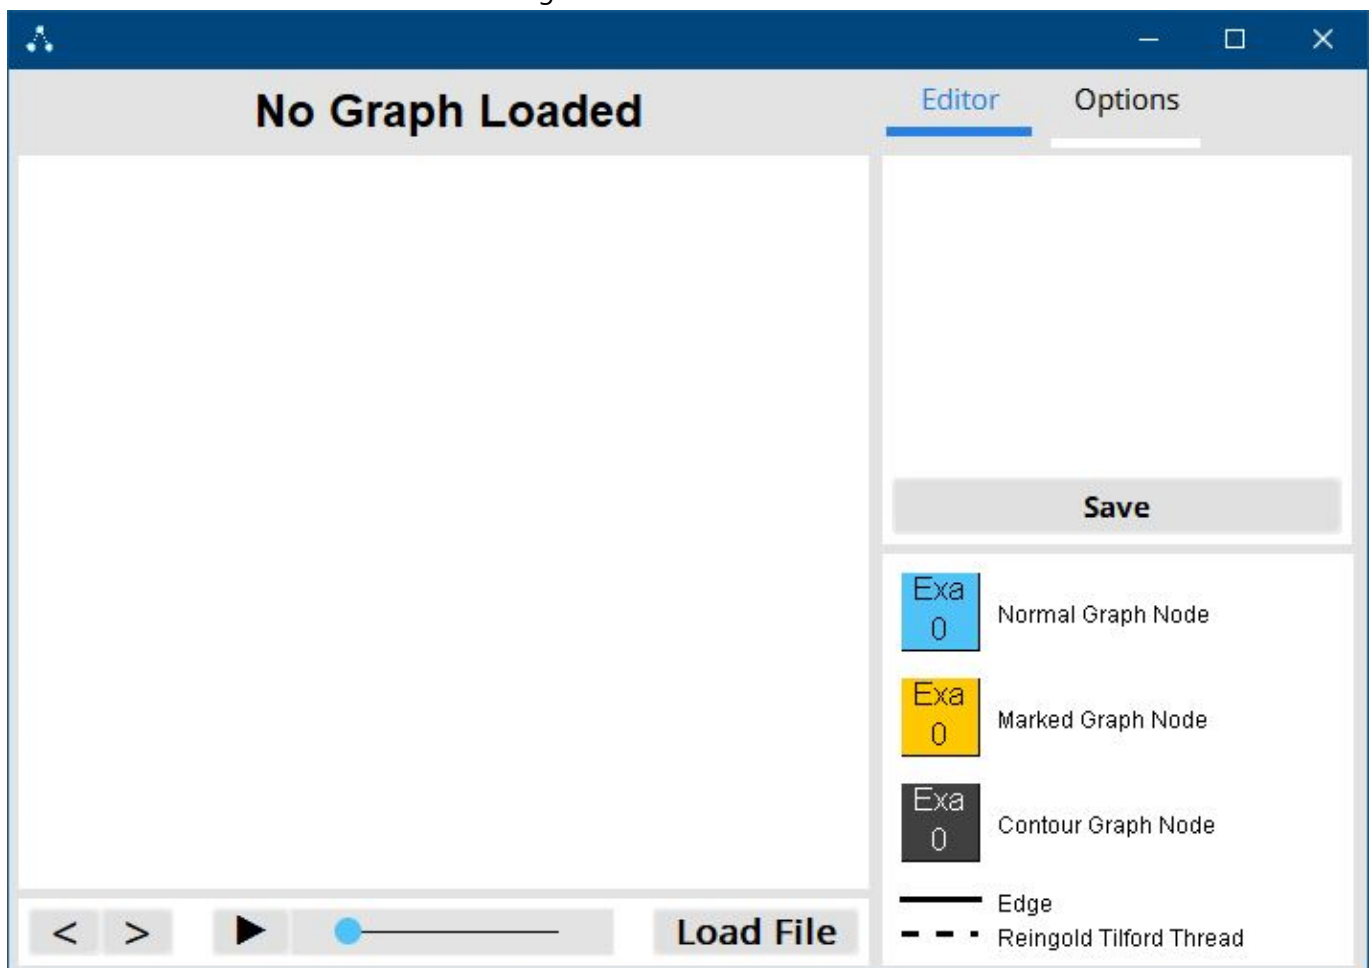 No Graph Loaded
Editor
Options
Save
Exa
0
Normal Graph Node
Exa
0
Marked Graph Node
Exa
0
Contour Graph Node
Edge
Reingold Tilford Thread
< >
Load File